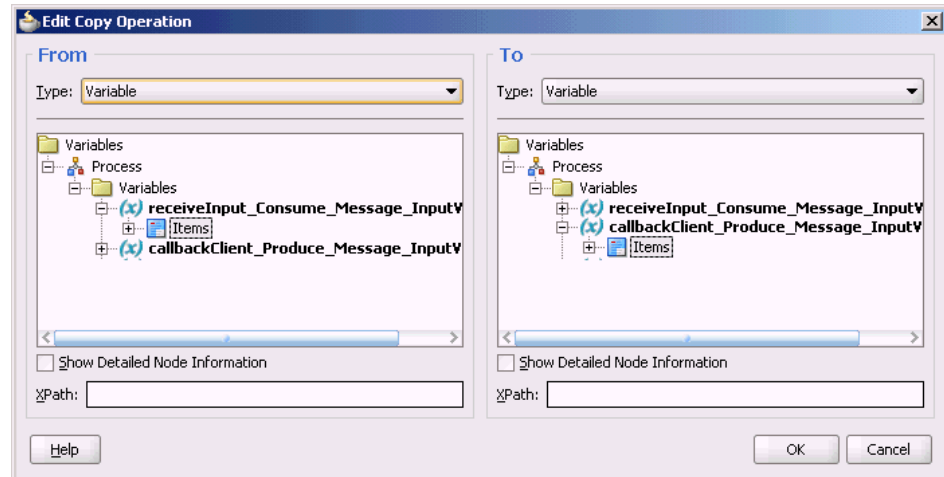 Edit Copy Operation
From
Type: Variable
Variables
Process
Variables
(x) receiveInput_Consume_Message_InputV
Items
(x) callbackClient_Produce_Message_InputV
Show Detailed Node Information
XPath:
To
Type: Variable
Variables
Process
Variables
(x) receiveInput_Consume_Message_InputV
(x) callbackClient_Produce_Message_InputV
Items
Show Detailed Node Information
XPath:
Help
OK
Cancel